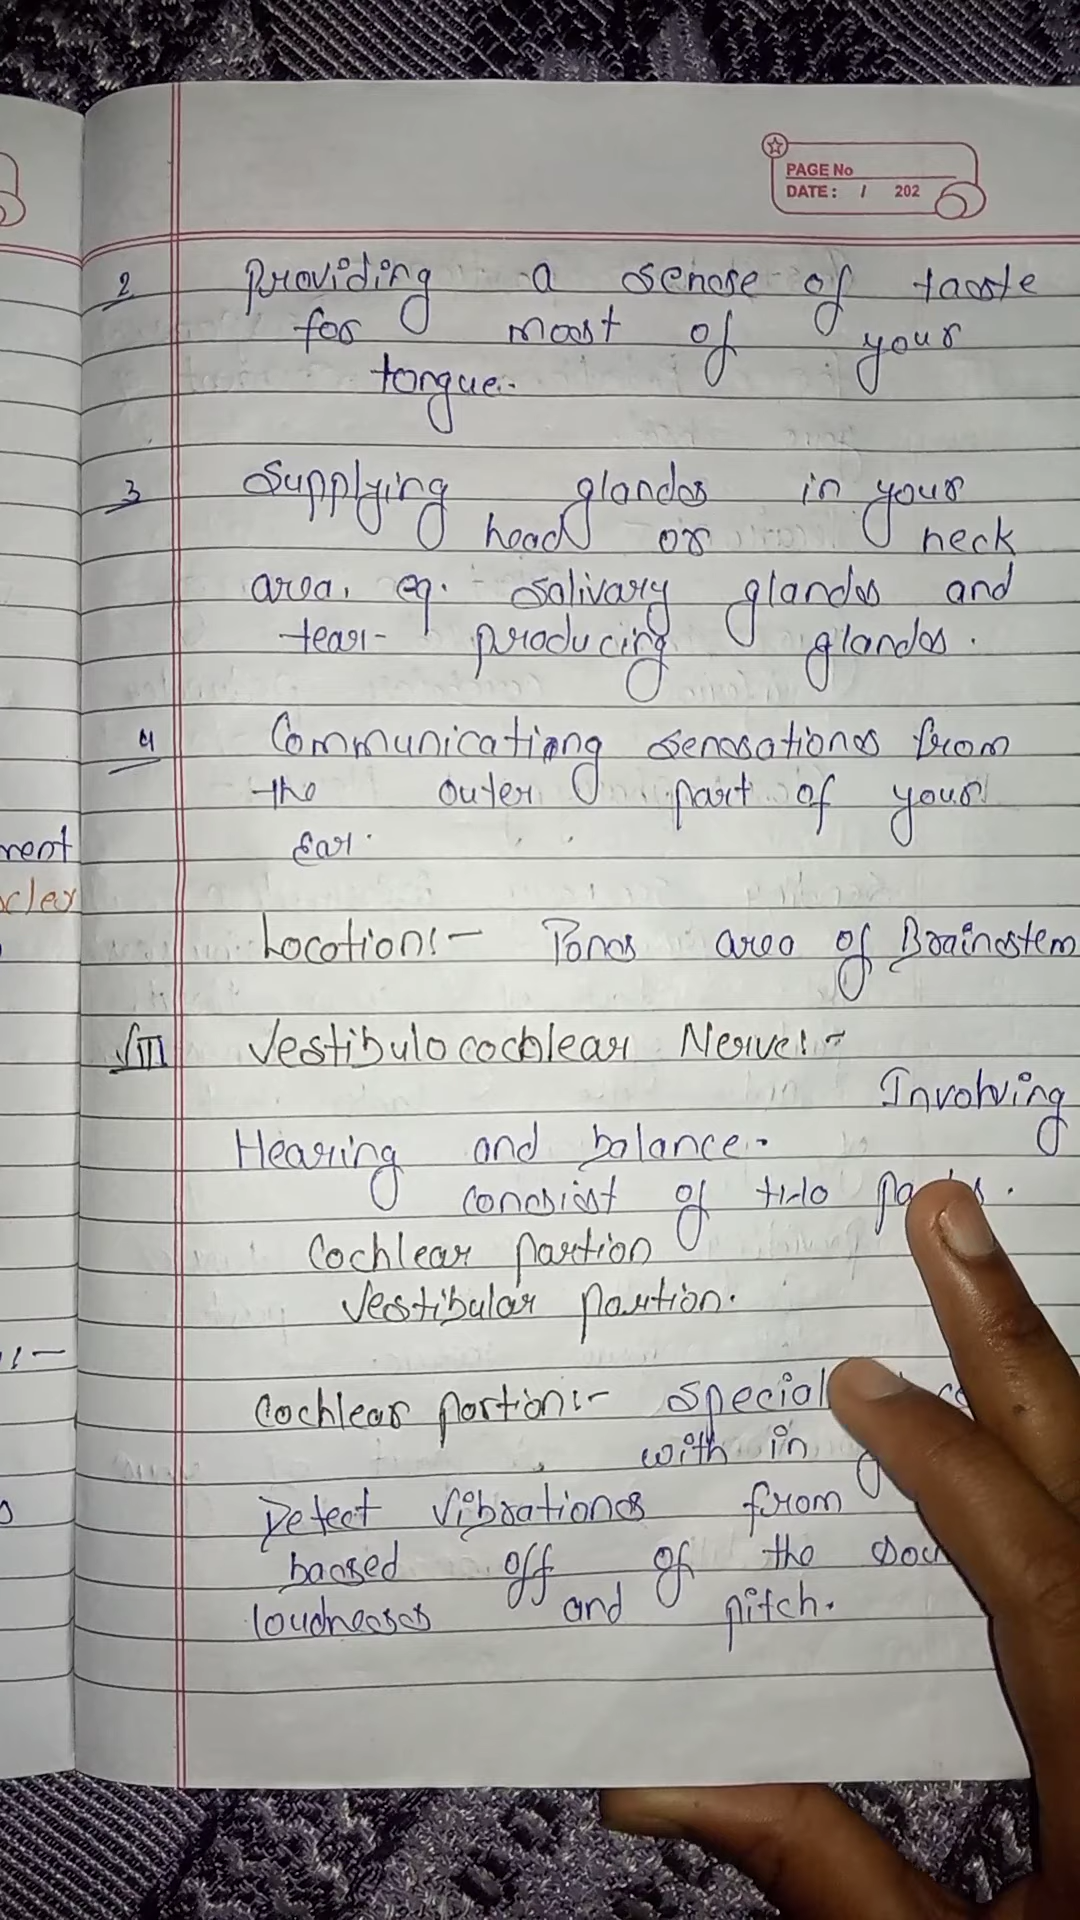 PAGE No
DATE: / 202
2 Providing a sense of taste
for most of your
tongue.
3 Supplying glands in your
head or neck
area, eg. salivary glands and
tear- producing glands.
4 Communicationg sensations from
the outer part of your
Ear.
ment
Location:- Pons area of Brainstem
VIII Vestibulocochlear Nerve:-
Involving
Hearing and balance.
consist of two
Cochlear portion
Vestibular portion.
Cochlear portion:- special
with in
Detect vibrations from
based off of the
loudness and pitch.